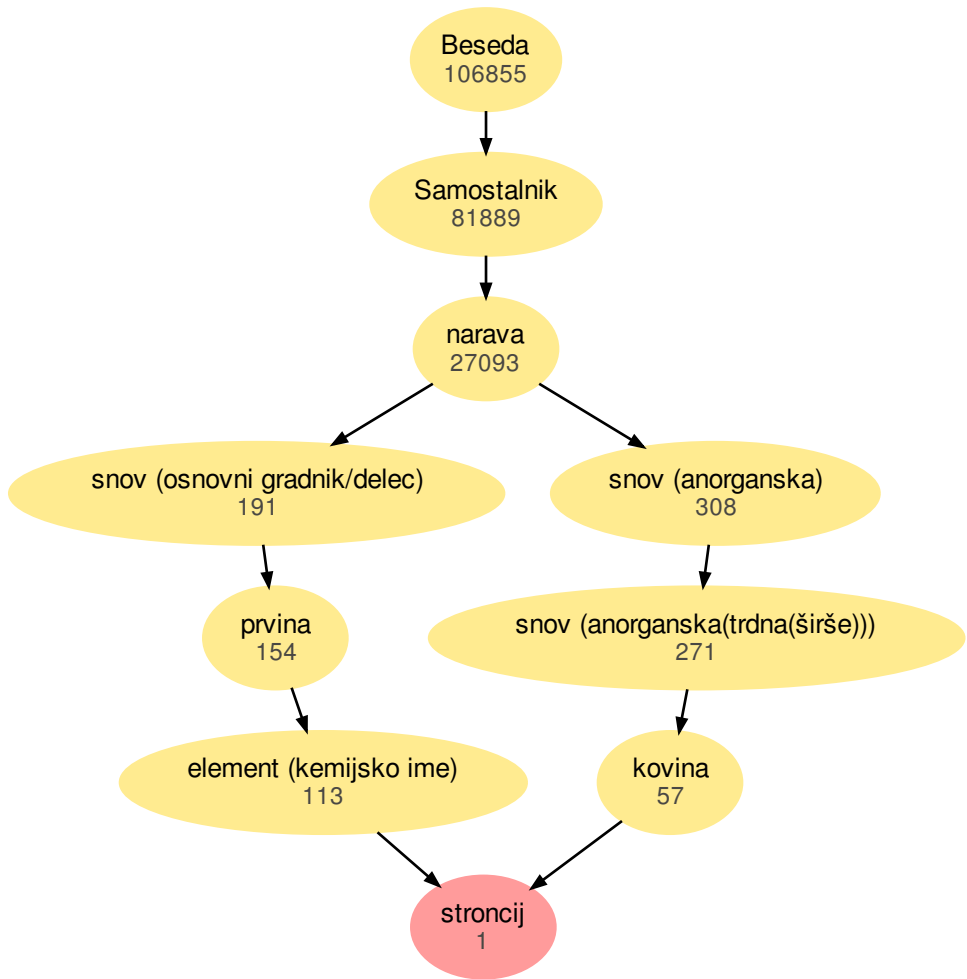 Beseda
106855
Samostalnik
81889
narava
27093
snov (osnovni gradnik/delec)
191
snov (anorganska)
308
prvina
154
snov (anorganska(trdna(širše)))
271
element (kemijsko ime)
113
kovina
57
stroncij
1